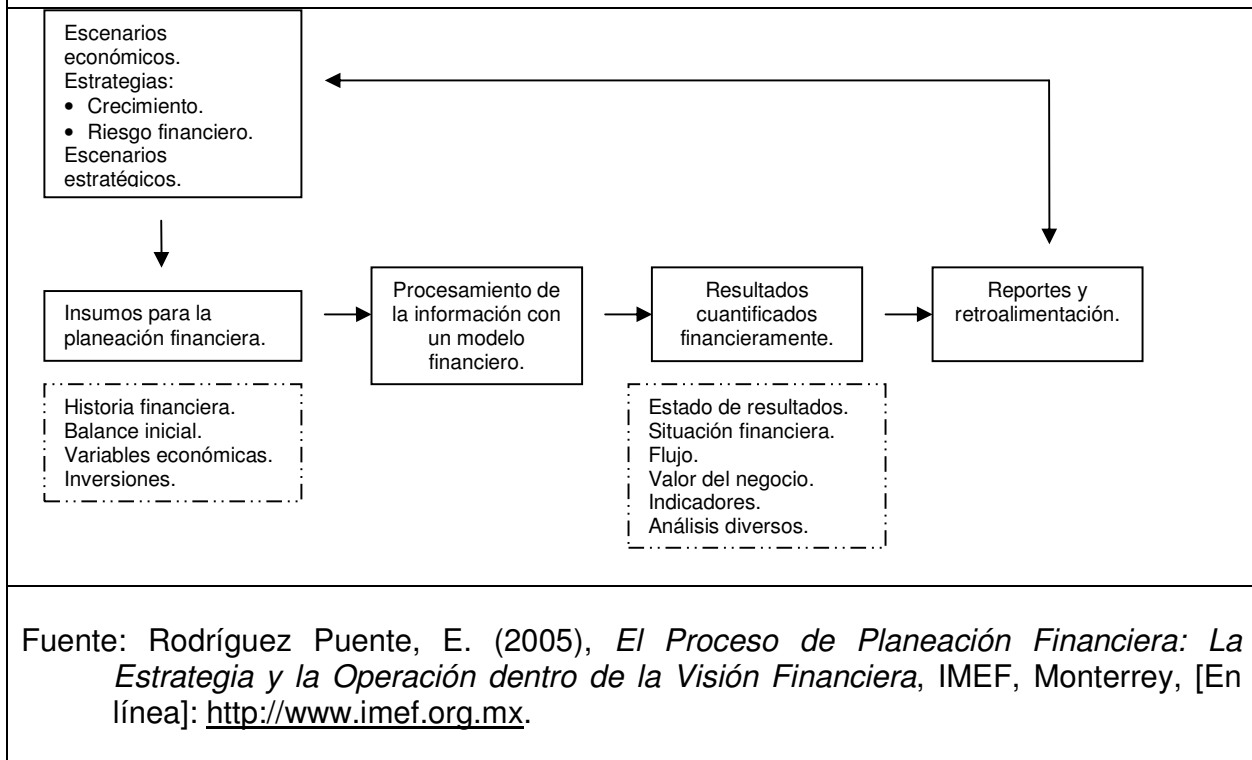 Escenarios
económicos.
Estrategias:
• Crecimiento.
• Riesgo financiero.
Escenarios
estratégicos.
Insumos para la
planeación financiera.
Procesamiento de
la información con
un modelo
financiero.
Resultados
cuantificados
financieramente.
Reportes y
retroalimentación.
Historia financiera.
Balance inicial.
Variables económicas.
Inversiones.
Estado de resultados.
Situación financiera.
Flujo.
Valor del negocio.
Indicadores.
Análisis diversos.
Fuente: Rodríguez Puente, E. (2005), El Proceso de Planeación Financiera: La
Estrategia y la Operación dentro de la Visión Financiera, IMEF, Monterrey, [En
línea]: http://www.imef.org.mx.